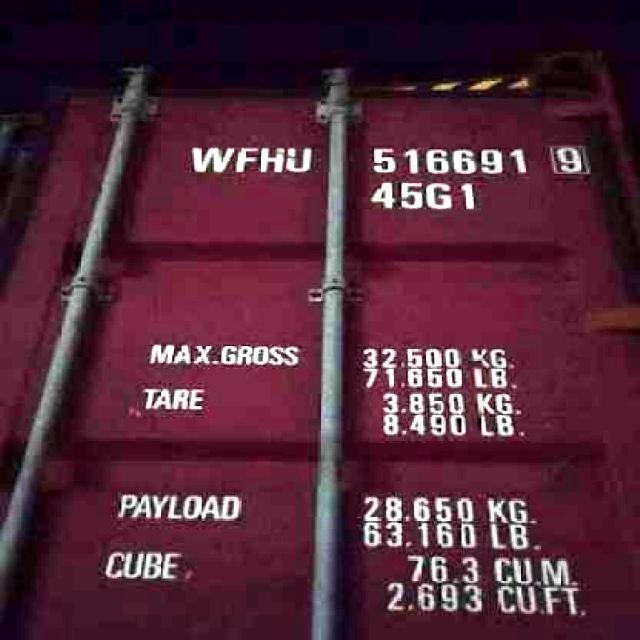 WFHU 516691 9
45G1
MAX.GROSS 32.500 KG.
71.650 LB.
TARE 3.850 KG.
8.490 LB.
PAYLOAD 28.650 KG.
63.160 LB.
CUBE 76.3 CU.M.
2.693 CU.FT.